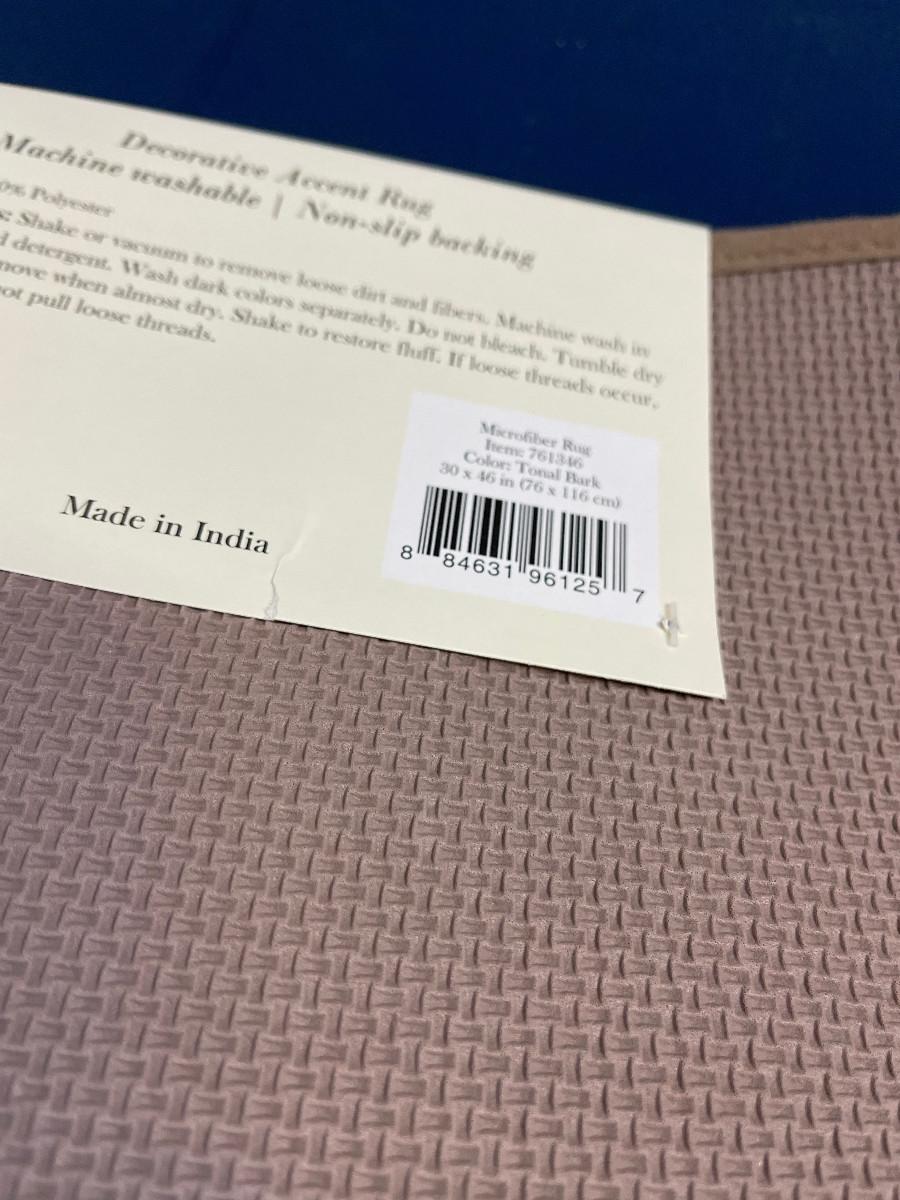 Decorative Accent Rug
Machine washable | Non-slip backing
0% Polyester
s: Shake or vacuum to remove loose dirt and fibers. Machine wash in
d detergent. Wash dark colors separately. Do not bleach. Tumble dry
move when almost dry. Shake to restore fluff. If loose threads occur,
not pull loose threads.
Microfiber Rug
Item: 761346
Color: Tonal Bark
30 x 46 in (76 x 116 cm)
8 84631 96125 7
Made in India